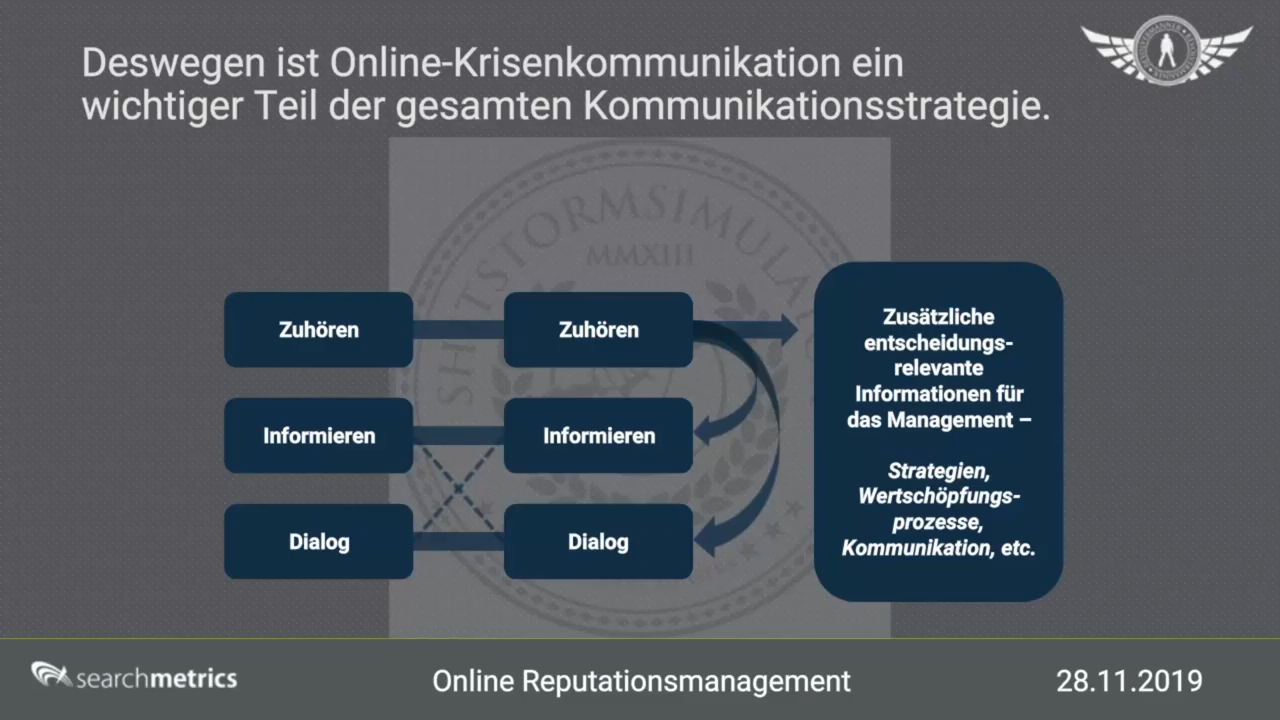 Deswegen ist Online-Krisenkommunikation ein
wichtiger Teil der gesamten Kommunikationsstrategie.
SHITSTORMSIMULA
MMXIII
Zuhören
Zuhören
Informieren
Informieren
Dialog
Dialog
Zusätzliche
entscheidungs-
relevante
Informationen für
das Management –
Strategien,
Wertschöpfungs-
prozesse,
Kommunikation, etc.
searchmetrics
Online Reputationsmanagement
28.11.2019